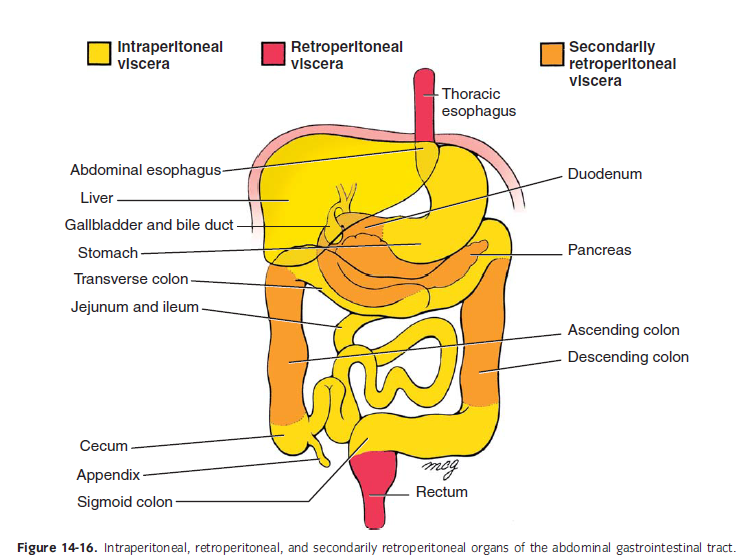 Intraperitoneal
viscera
Retroperitoneal
viscera
Secondarily
retroperitoneal
viscera
Thoracic
esophagus
Abdominal esophagus
Liver
Gallbladder and bile duct
Stomach
Transverse colon
Jejunum and ileum
Duodenum
Pancreas
Ascending colon
Descending colon
Cecum
Appendix
Sigmoid colon
Rectum
mcg
Figure 14-16. Intraperitoneal, retroperitoneal, and secondarily retroperitoneal organs of the abdominal gastrointestinal tract.